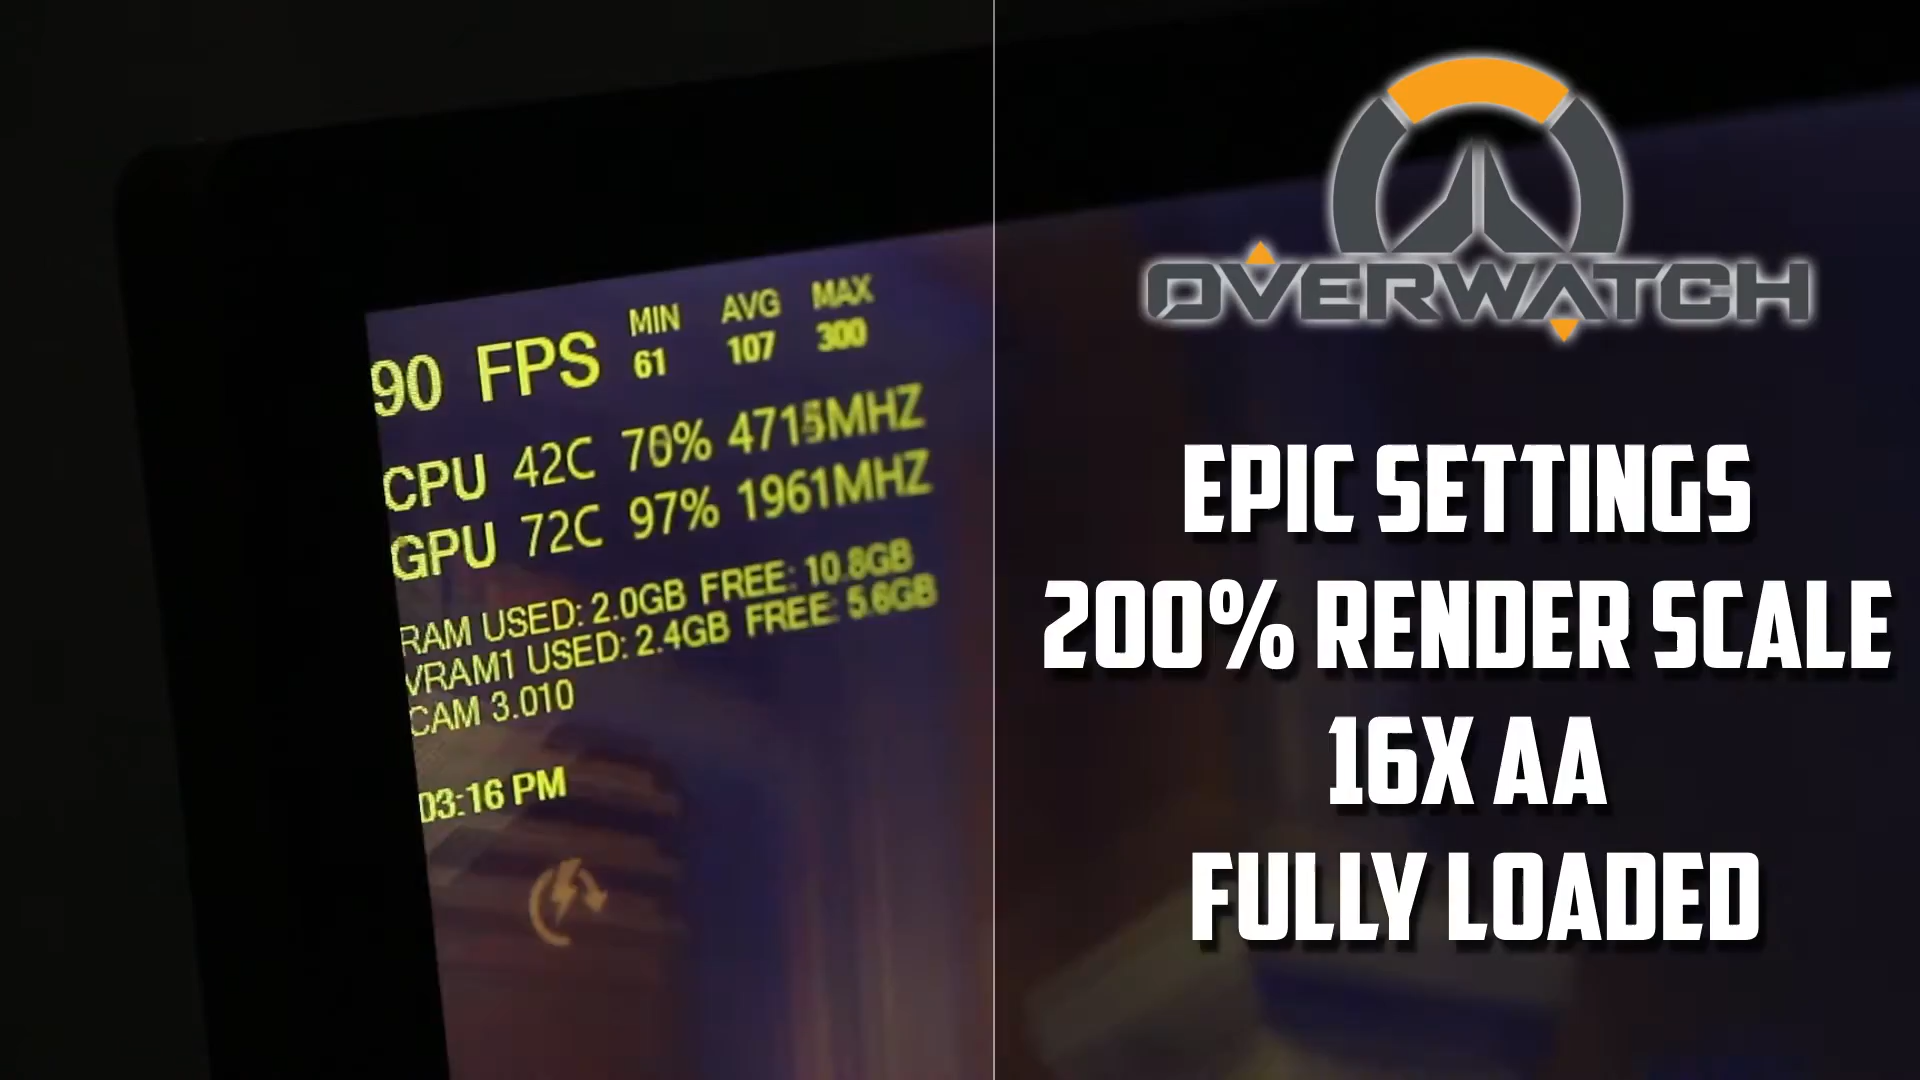 90 FPS MIN AVG MAX
61 107 300
CPU 42C 4715MHZ
GPU 72C 97% 1961MHZ
RAM USED: 2.0GB FREE: 10.8GB
VRAM1 USED: 2.4GB FREE: 5.6GB
CAM 3.010
03:16 PM
OVERWATCH
EPIC SETTINGS
200% RENDER SCALE
16X AA
FULLY LOADED